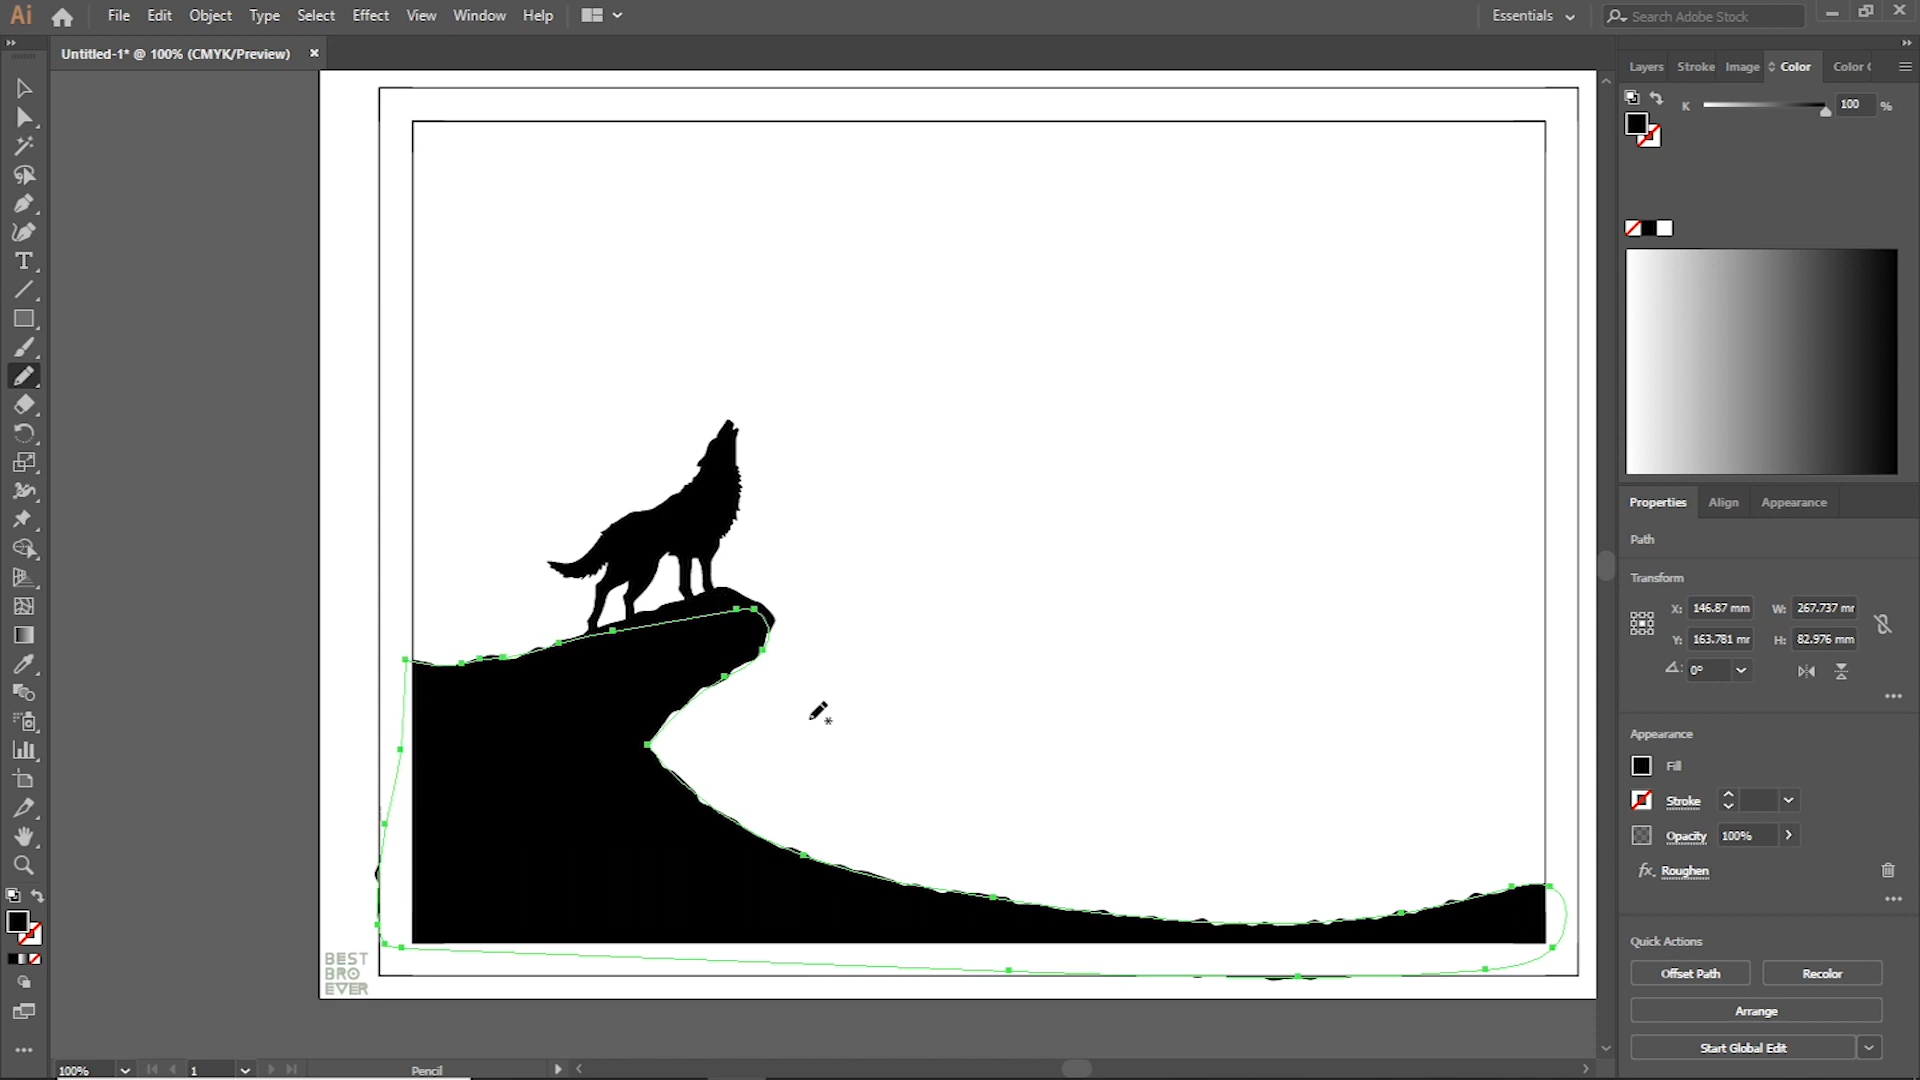 Ai File Edit Object Type Select Effect View Window Help Essentials Search Adobe Stock
Untitled-1* @ 100% (CMYK/Preview)
Layers Stroke Image Color Color
K 100 %
Properties Align Appearance
Path
Transform
X: 146.87 mm W: 267.737 mr
Y: 163.781 mr H: 82.976 mm
0°
Appearance
Fill
Stroke
Opacity 100%
fx Roughen
Quick Actions
Offset Path Recolor
Arrange
Start Global Edit
BEST
BRO
EVER
100% 1 Pencil